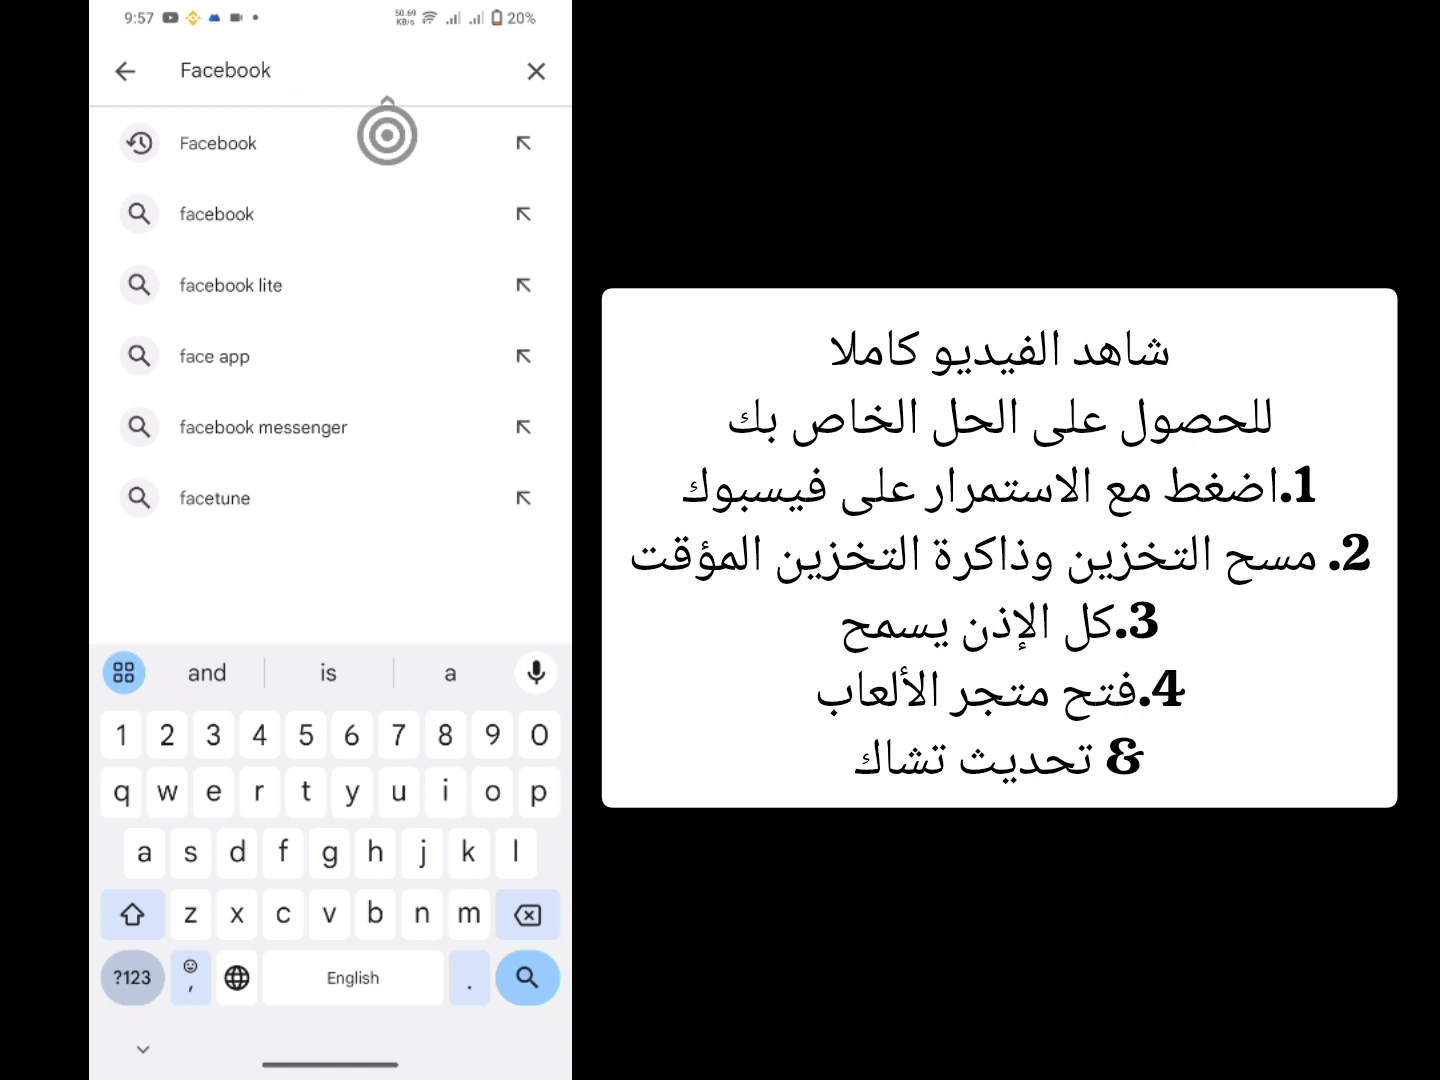 9:57
50.69 KB/s
20%
Facebook
Facebook
facebook
facebook lite
face app
facebook messenger
facetune
and is a
1 2 3 4 5 6 7 8 9 0
q w e r t y u i o p
a s d f g h j k l
z x c v b n m
?123 , English .
شاهد الفيديو كاملا
للحصول على الحل الخاص بك
1.اضغط مع الاستمرار على فيسبوك
2. مسح التخزين وذاكرة التخزين المؤقت
3.كل الإذن يسمح
4.فتح متجر الألعاب
& تحديث تشاك